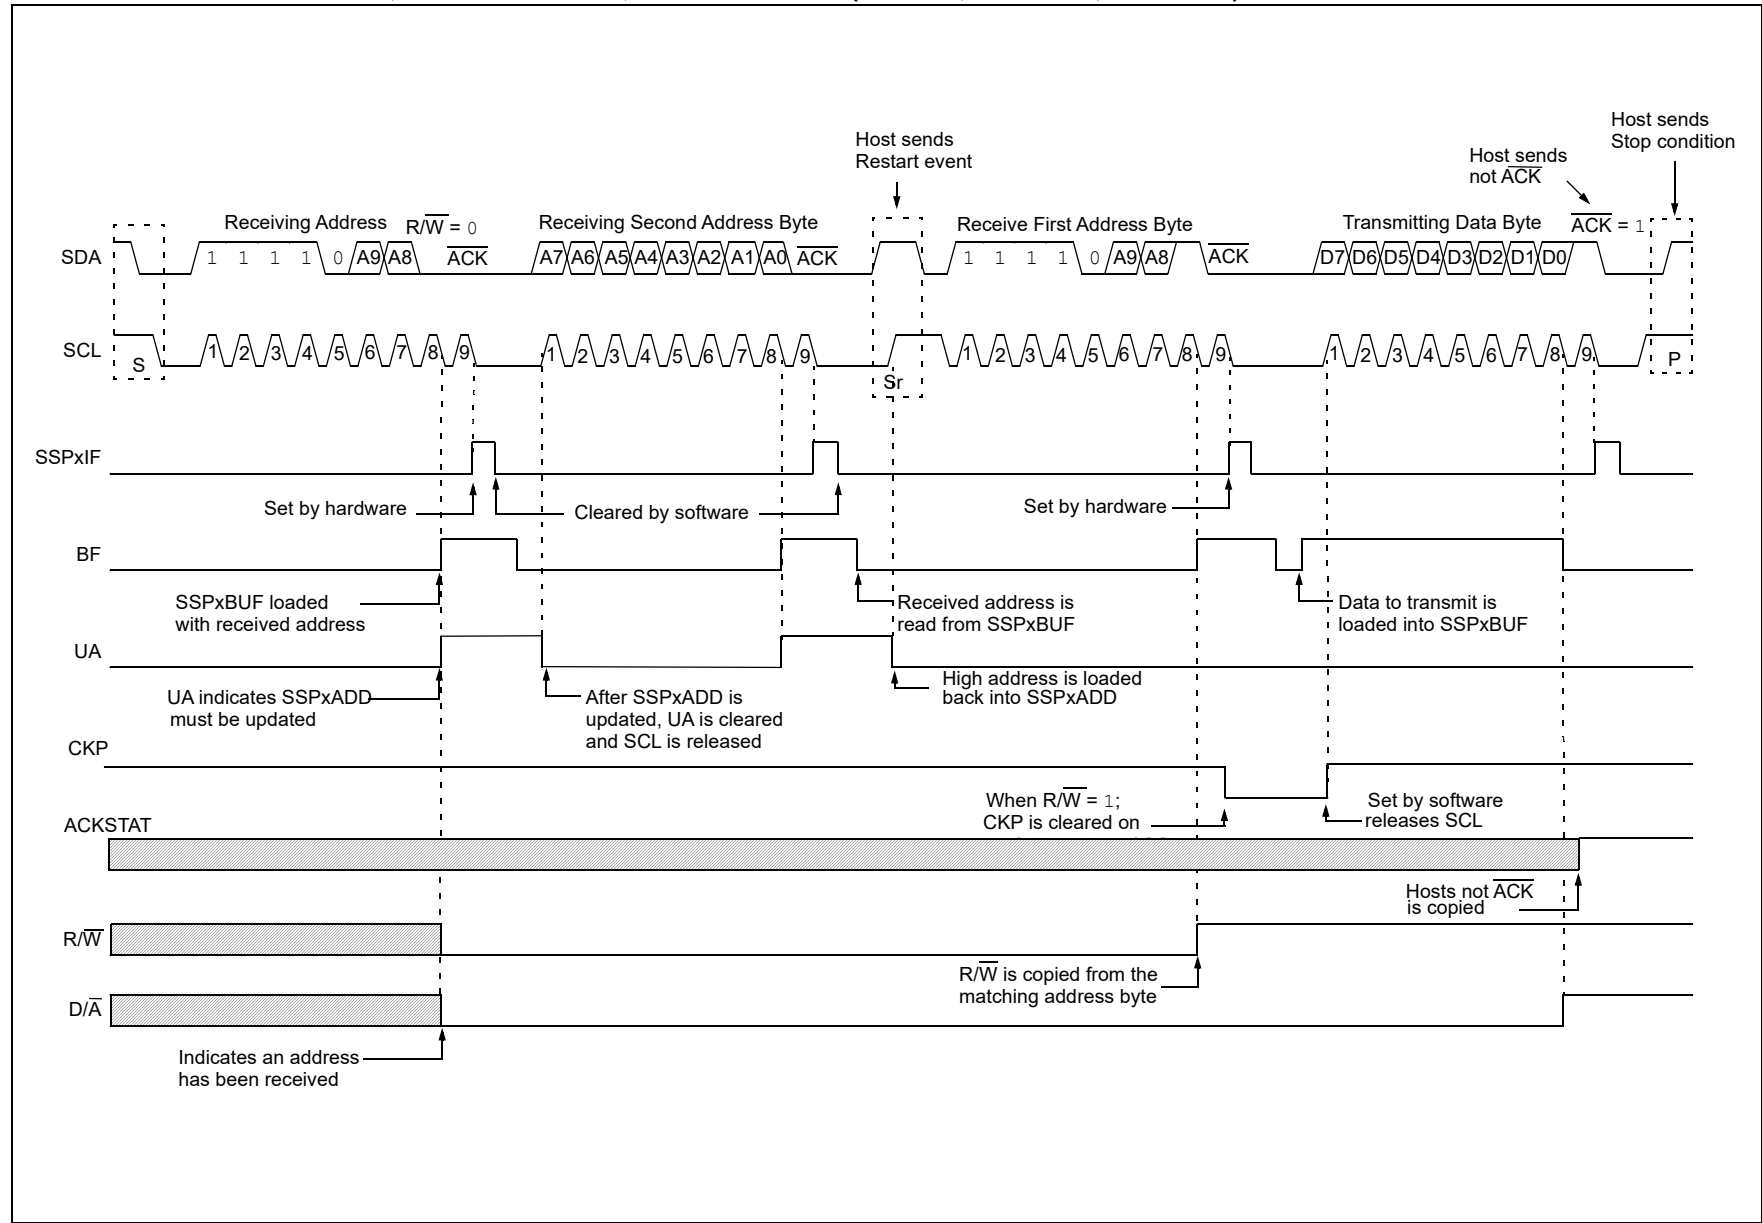 Host sends
Restart event
Host sends
not ACK
Host sends
Stop condition
Receiving Address R/W = 0
Receiving Second Address Byte
Receive First Address Byte
Transmitting Data Byte
ACK = 1
SDA
1 1 1 1 0 A9 A8 ACK
A7 A6 A5 A4 A3 A2 A1 A0 ACK
1 1 1 1 0 A9 A8 ACK
D7 D6 D5 D4 D3 D2 D1 D0
SCL
S
1 2 3 4 5 6 7 8 9
1 2 3 4 5 6 7 8 9
Sr
1 2 3 4 5 6 7 8 9
1 2 3 4 5 6 7 8 9
P
SSPxIF
Set by hardware
Cleared by software
Set by hardware
BF
SSPxBUF loaded
with received address
Received address is
read from SSPxBUF
Data to transmit is
loaded into SSPxBUF
UA
UA indicates SSPxADD
must be updated
After SSPxADD is
updated, UA is cleared
and SCL is released
High address is loaded
back into SSPxADD
CKP
When R/W = 1;
CKP is cleared on
Set by software
releases SCL
ACKSTAT
Hosts not ACK
is copied
R/W
R/W is copied from the
matching address byte
D/A
Indicates an address
has been received